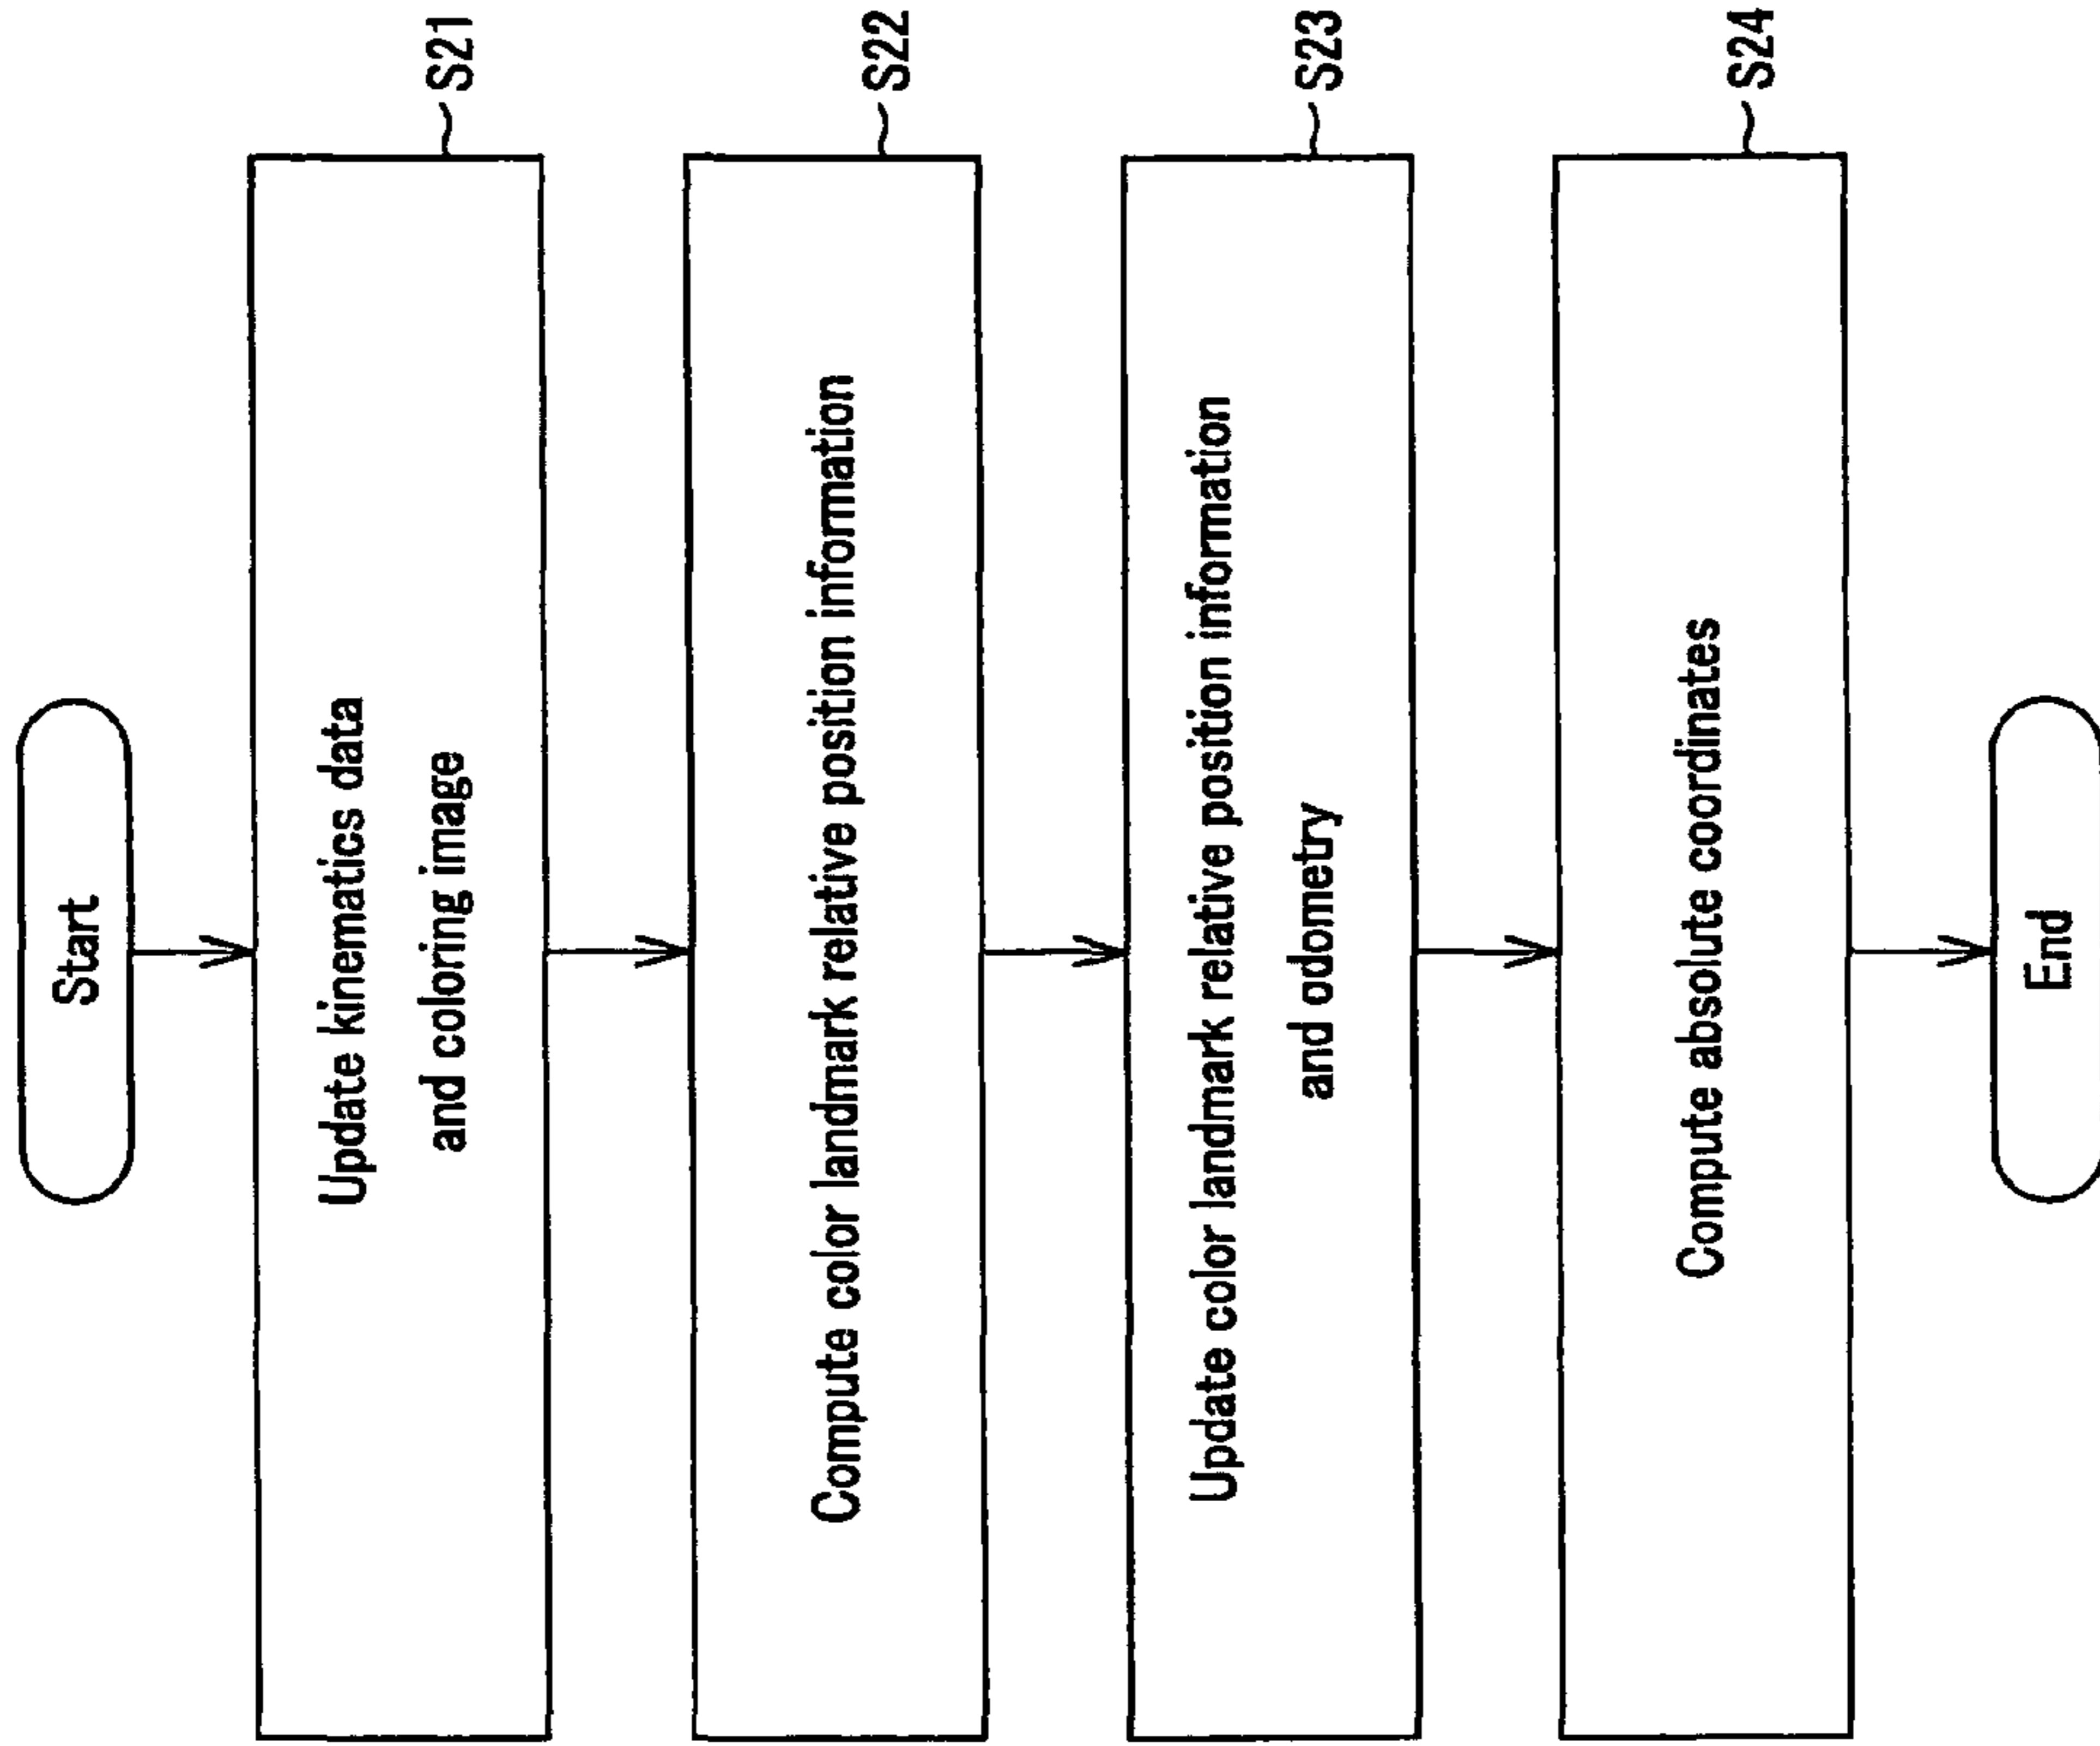 Start
Update kinematics data
and coloring image
S21
Compute color landmark relative position information
S22
Update color landmark relative position information
and odometry
S23
Compute absolute coordinates
S24
End